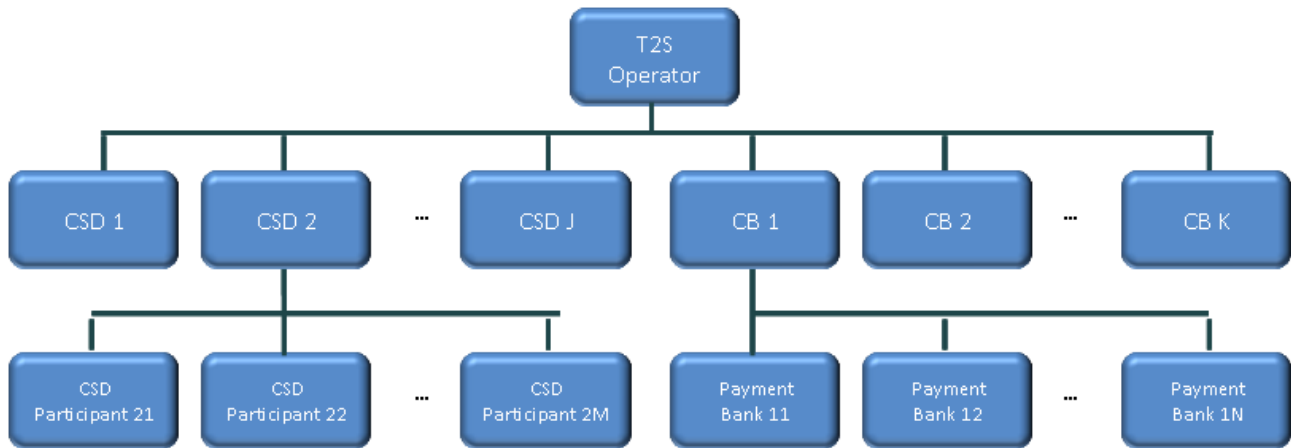 T2S
Operator
CSD 1
CSD 2
...
CSD J
CB 1
CB 2
...
CB K
CSD
Participant 21
CSD
Participant 22
...
CSD
Participant 2M
Payment
Bank 11
Payment
Bank 12
...
Payment
Bank 1N